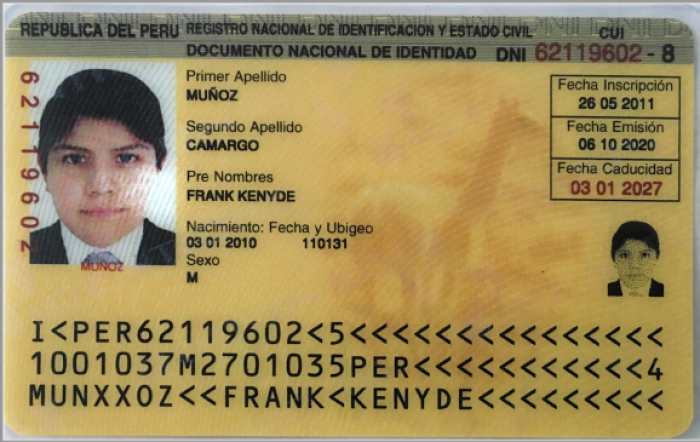 REPUBLICA DEL PERU REGISTRO NACIONAL DE IDENTIFICACION Y ESTADO CIVIL CUI
DOCUMENTO NACIONAL DE IDENTIDAD DNI 62119602 - 8
62119602
Primer Apellido
MUÑOZ
Segundo Apellido
CAMARGO
Pre Nombres
FRANK KENYDE
Nacimiento: Fecha y Ubigeo
03 01 2010 110131
Sexo
M
Fecha Inscripción
26 05 2011
Fecha Emisión
06 10 2020
Fecha Caducidad
03 01 2027
MUÑOZ
I<PER62119602<5<<<<<<<<<<<<<<<
1001037M2701035PER<<<<<<<<<<<4
MUNXXOZ<<FRANK<KENYDE<<<<<<<<<